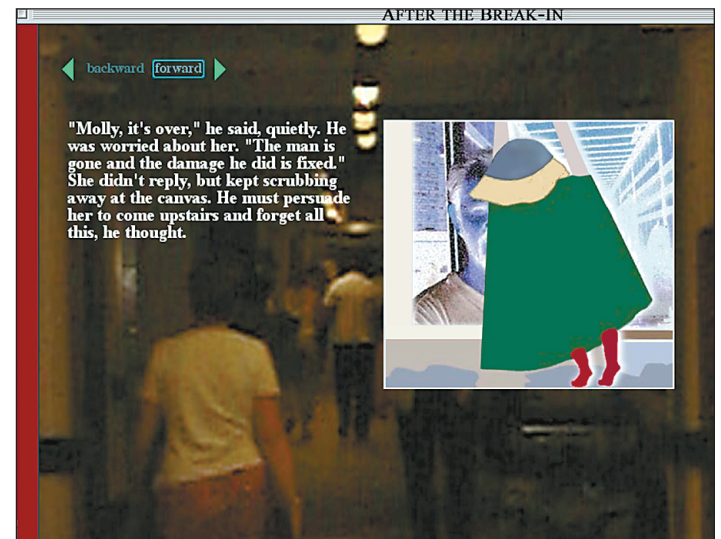 AFTER THE BREAK-IN
backward forward
"Molly, it's over," he said, quietly. He
was worried about her. "The man is
gone and the damage he did is fixed."
She didn't reply, but kept scrubbing
away at the canvas. He must persuade
her to come upstairs and forget all
this, he thought.